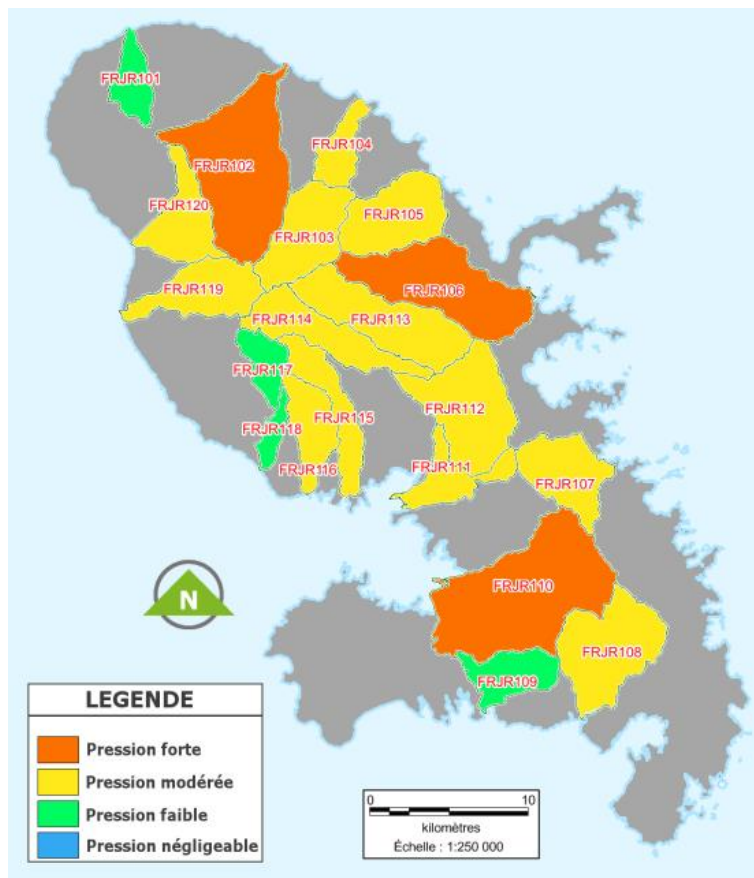 FRJR101
FRJR104
FRJR102
FRJR120
FRJR105
FRJR103
FRJR119
FRJR106
FRJR114
FRJR113
FRJR117
FRJR112
FRJR115
FRJR118
FRJR116
FRJR111
FRJR107
FRJR110
FRJR108
FRJR109
N
LEGENDE
Pression forte
Pression modérée
Pression faible
Pression négligeable
0 10
kilomètres
Échelle : 1:250 000